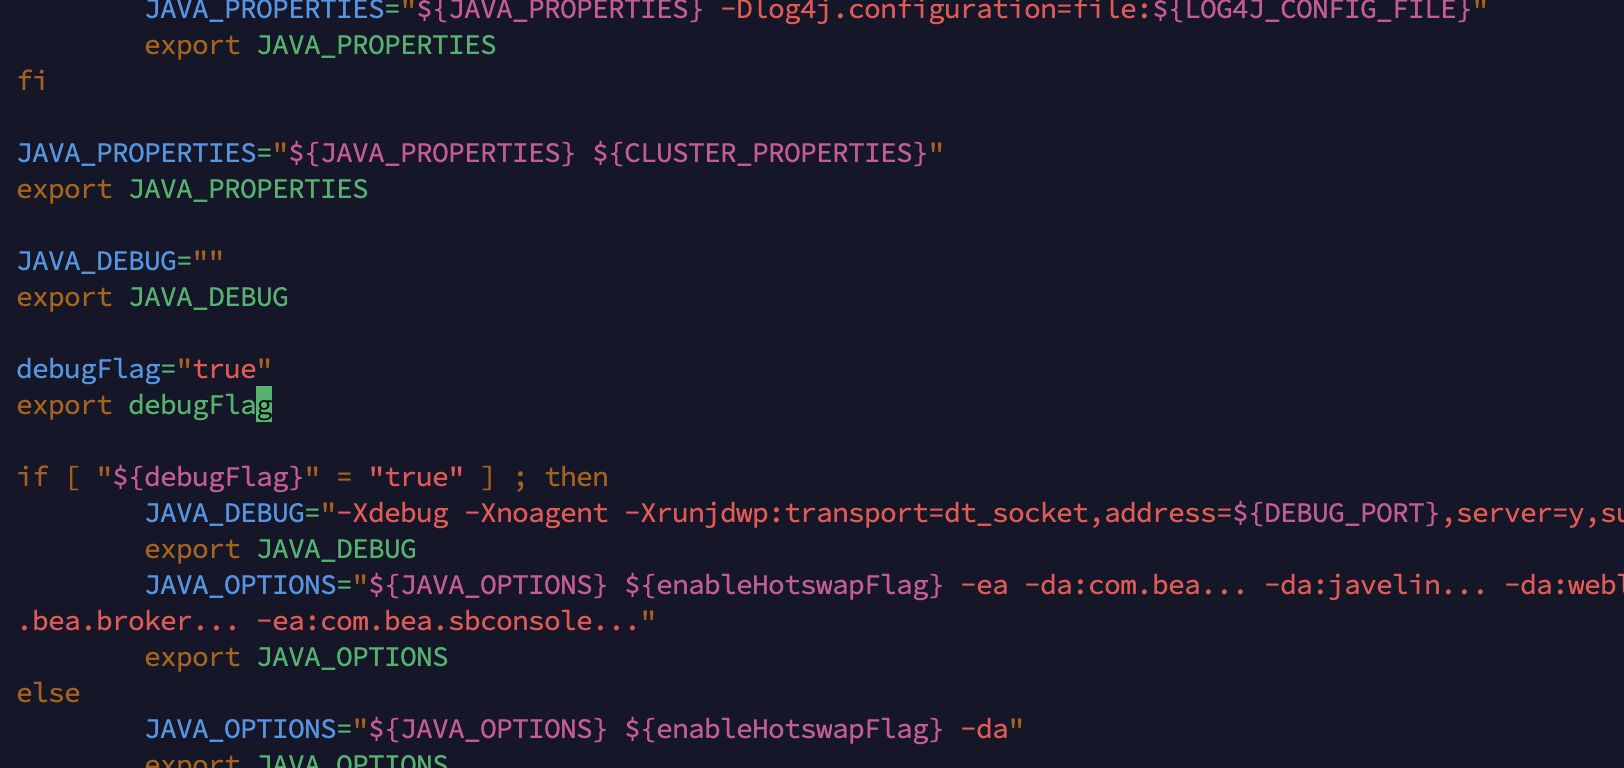 JAVA_PROPERTIES="${JAVA_PROPERTIES} -Dlog4j.configuration=file:${LOG4J_CONFIG_FILE}"
export JAVA_PROPERTIES
fi
JAVA_PROPERTIES="${JAVA_PROPERTIES} ${CLUSTER_PROPERTIES}"
export JAVA_PROPERTIES
JAVA_DEBUG=""
export JAVA_DEBUG
debugFlag="true"
export debugFlag
if [ "${debugFlag}" = "true" ] ; then
JAVA_DEBUG="-Xdebug -Xnoagent -Xrunjdwp:transport=dt_socket,address=${DEBUG_PORT},server=y,su
export JAVA_DEBUG
JAVA_OPTIONS="${JAVA_OPTIONS} ${enableHotswapFlag} -ea -da:com.bea... -da:javelin... -da:webl
.bea.broker... -ea:com.bea.sbconsole..."
export JAVA_OPTIONS
else
JAVA_OPTIONS="${JAVA_OPTIONS} ${enableHotswapFlag} -da"
export JAVA_OPTIONS